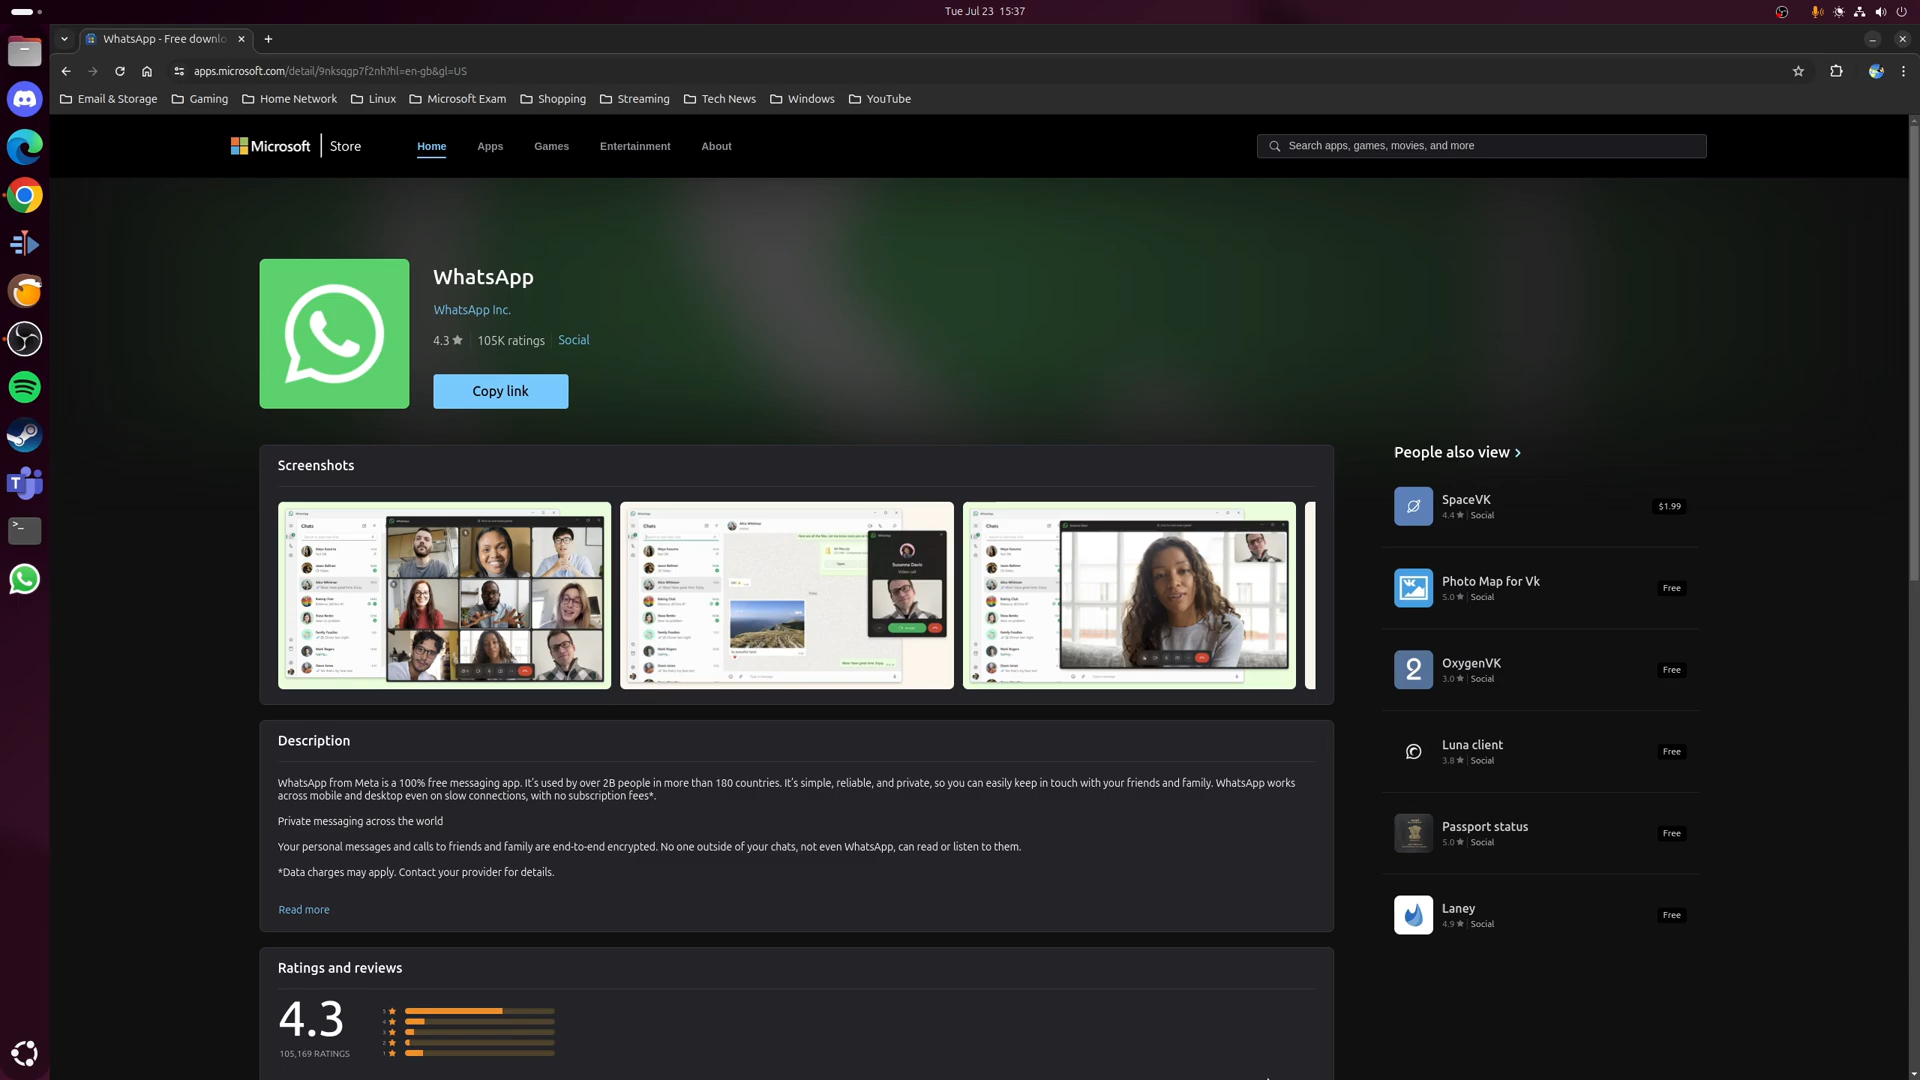 Tue Jul 23 15:37
WhatsApp - Free downlo
apps.microsoft.com/detail/9nksqgp7f2nh?hl=en-gb&gl=US
Email & Storage Gaming Home Network Linux Microsoft Exam Shopping Streaming Tech News Windows YouTube
Microsoft Store Home Apps Games Entertainment About Search apps, games, movies, and more
WhatsApp
WhatsApp Inc.
4.3 105K ratings Social
Copy link
Screenshots
Description
WhatsApp from Meta is a 100% free messaging app. It's used by over 2B people in more than 180 countries. It's simple, reliable, and private, so you can easily keep in touch with your friends and family. WhatsApp works
across mobile and desktop even on slow connections, with no subscription fees*.
Private messaging across the world
Your personal messages and calls to friends and family are end-to-end encrypted. No one outside of your chats, not even WhatsApp, can read or listen to them.
*Data charges may apply. Contact your provider for details.
Read more
Ratings and reviews
4.3
105,169 RATINGS
5
4
3
2
1
People also view
SpaceVK
4.4 Social
$1.99
Photo Map for Vk
5.0 Social
Free
OxygenVK
3.0 Social
Free
Luna client
3.8 Social
Free
Passport status
5.0 Social
Free
Laney
4.9 Social
Free